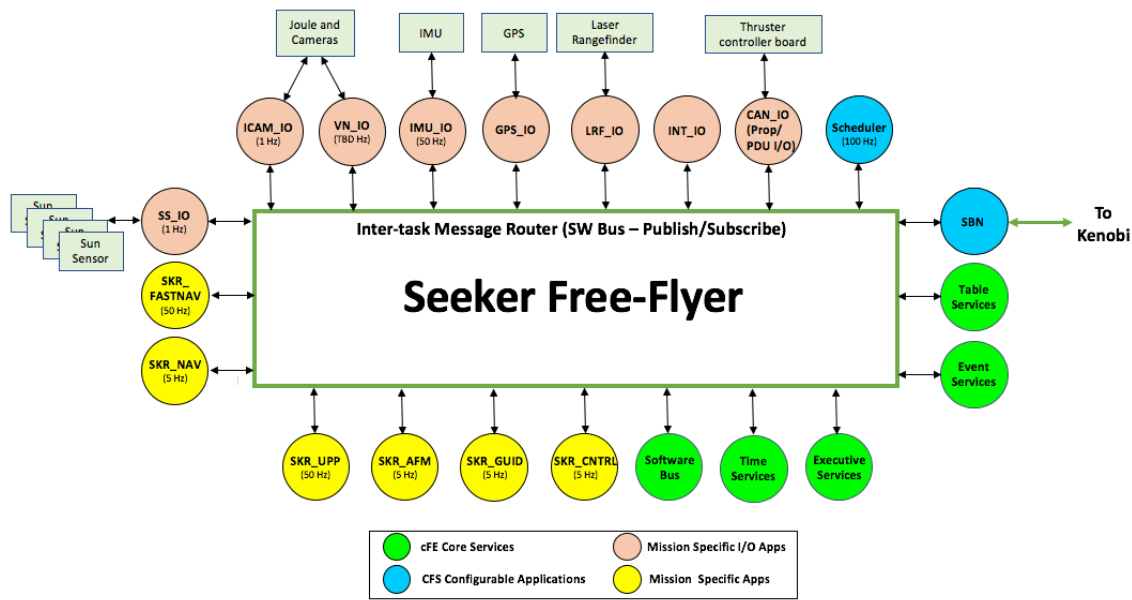 Joule and
Cameras
IMU
GPS
Laser
Rangefinder
Thruster
controller board
ICAM_IO
(1 Hz)
VN_IO
(TBD Hz)
IMU_IO
(50 Hz)
GPS_IO
LRF_IO
INT_IO
CAN_IO
(Prop/
PDU I/O)
Scheduler
(100 Hz)
Sun
Sun
Sun
Sun
Sensor
SS_IO
(1 Hz)
SKR_
FASTNAV
(50 Hz)
SKR_NAV
(5 Hz)
Inter-task Message Router (SW Bus – Publish/Subscribe)
Seeker Free-Flyer
SBN
To
Kenobi
Table
Services
Event
Services
SKR_UPP
(50 Hz)
SKR_AFM
(5 Hz)
SKR_GUID
(5 Hz)
SKR_CNTRL
(5 Hz)
Software
Bus
Time
Services
Executive
Services
cFE Core Services
Mission Specific I/O Apps
CFS Configurable Applications
Mission Specific Apps